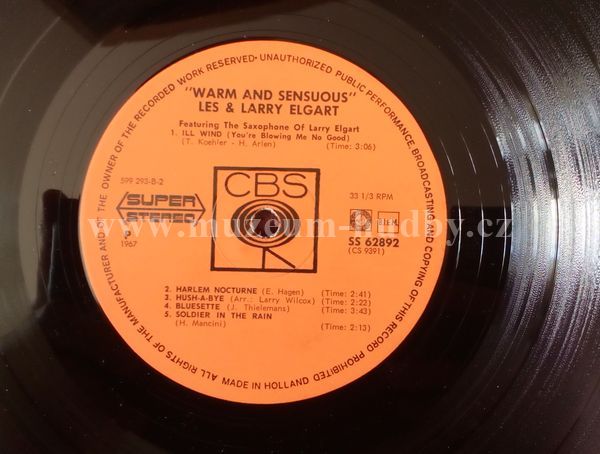 THE MANUFACTURER AND OF THE OWNER OF THE RECORDED WORK RESERVED• UNAUTHORIZED PUBLIC PERFORMANCE, BROADCASTING AND COPYING OF THIS RECORD PROHIBITED ALL RIGHTS OF
"WARM AND SENSUOUS"
LES & LARRY ELGART
Featuring The Saxophone Of Larry Elgart
1. ILL WIND (You're Blowing Me No Good)
(T. Koehler - H. Arlen) (Time: 3:06)
599 293-B-2
SUPER
STEREO
P
1967
CBS
33 1/3 RPM
SS 62892
(CS 9391)
www.muzeum-hudby.cz
2. HARLEM NOCTURNE (E. Hagen) (Time: 2:41)
3. HUSH-A-BYE (Arr.: Larry Wilcox) (Time: 2:22)
4. BLUESETTE (J. Thielemans) (Time: 3:43)
5. SOLDIER IN THE RAIN
(H. Mancini) (Time: 2:13)
MADE IN HOLLAND